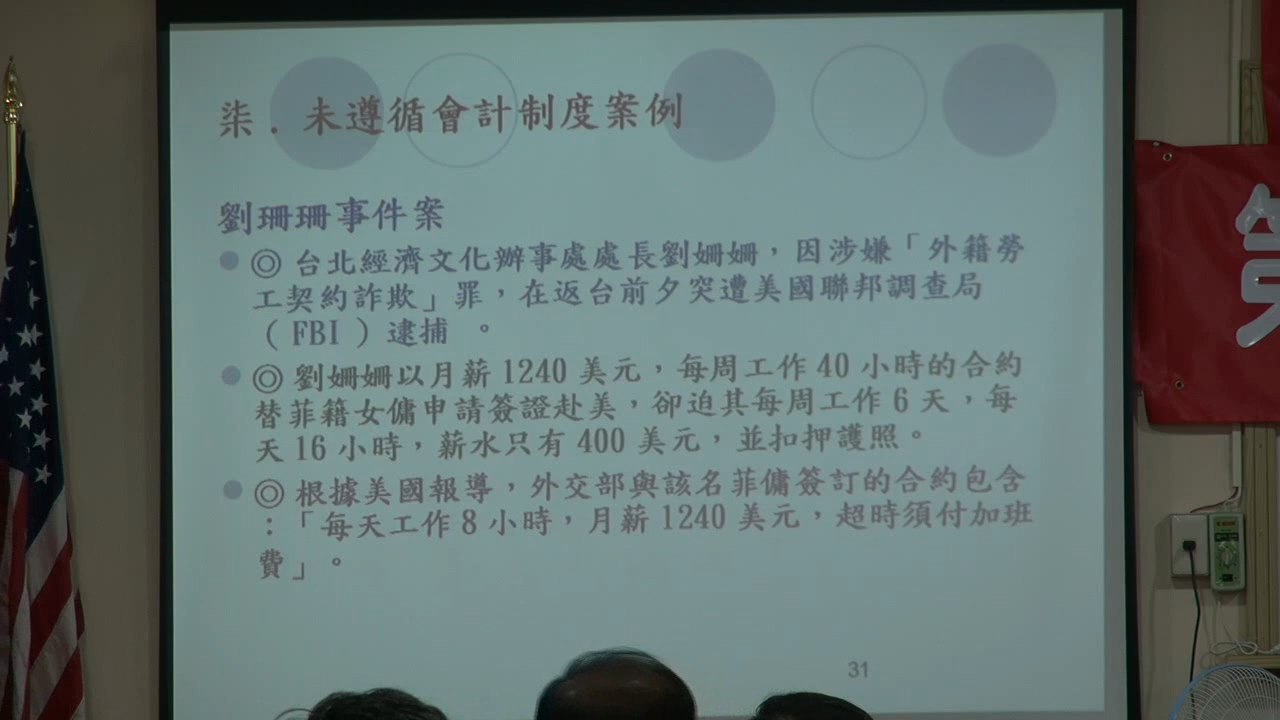 柒．未遵循會計制度案例
劉珊珊事件案
◎ 台北經濟文化辦事處處長劉姍姍，因涉嫌「外籍勞
工契約詐欺」罪，在返台前夕突遭美國聯邦調查局
（FBI）逮捕 。
◎ 劉姍姍以月薪 1240 美元，每周工作 40 小時的合約
替菲籍女傭申請簽證赴美，卻迫其每周工作 6 天，每
天 16 小時，薪水只有 400 美元，並扣押護照。
◎ 根據美國報導，外交部與該名菲傭簽訂的合約包含
：「每天工作 8 小時，月薪 1240 美元，超時須付加班
費」。
31
第